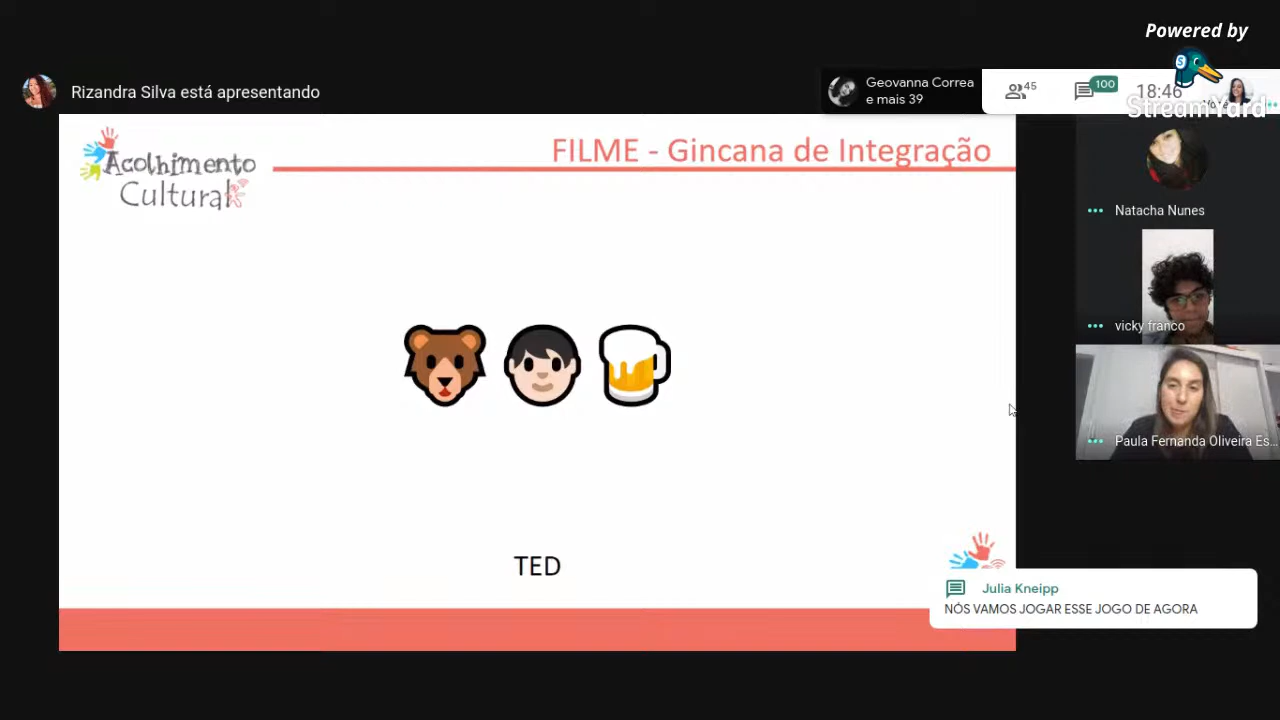 Powered by
StreamYard
Rizandra Silva está apresentando
Geovanna Correa
e mais 39
45
100
18:46
Acolhimento
Cultural
FILME - Gincana de Integração
TED
Natacha Nunes
vicky franco
Paula Fernanda Oliveira Es...
Julia Kneipp
NÓS VAMOS JOGAR ESSE JOGO DE AGORA